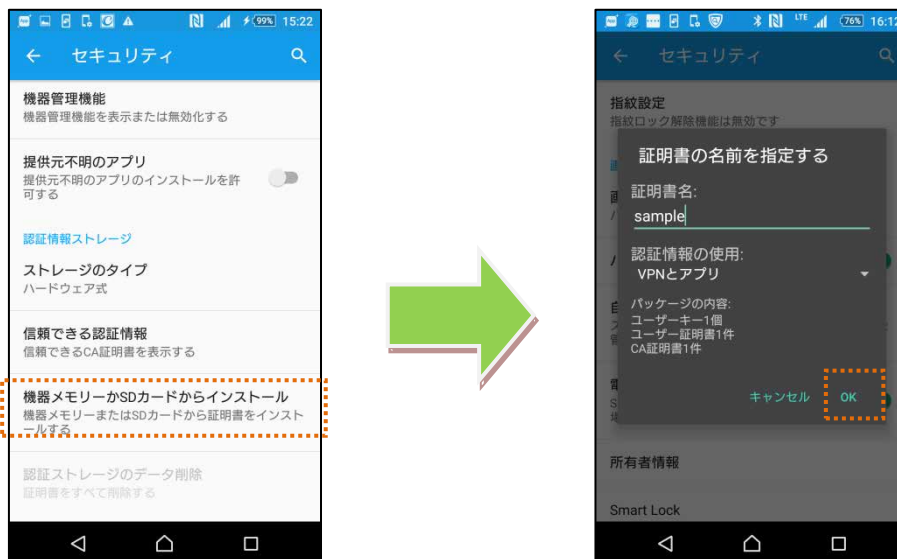 99% 15:22
セキュリティ
機器管理機能
機器管理機能を表示または無効化する
提供元不明のアプリ
提供元不明のアプリのインストールを許
可する
認証情報ストレージ
ストレージのタイプ
ハードウェア式
信頼できる認証情報
信頼できるCA証明書を表示する
機器メモリーかSDカードからインストール
機器メモリーまたはSDカードから証明書をインスト
ールする
認証ストレージのデータ削除
証明書をすべて削除する
LTE 76% 16:12
セキュリティ
指紋設定
指紋ロック解除機能は無効です
証明書の名前を指定する
証明書名:
sample
認証情報の使用:
VPNとアプリ
パッケージの内容:
ユーザーキー1個
ユーザー証明書1件
CA証明書1件
キャンセル OK
所有者情報
Smart Lock